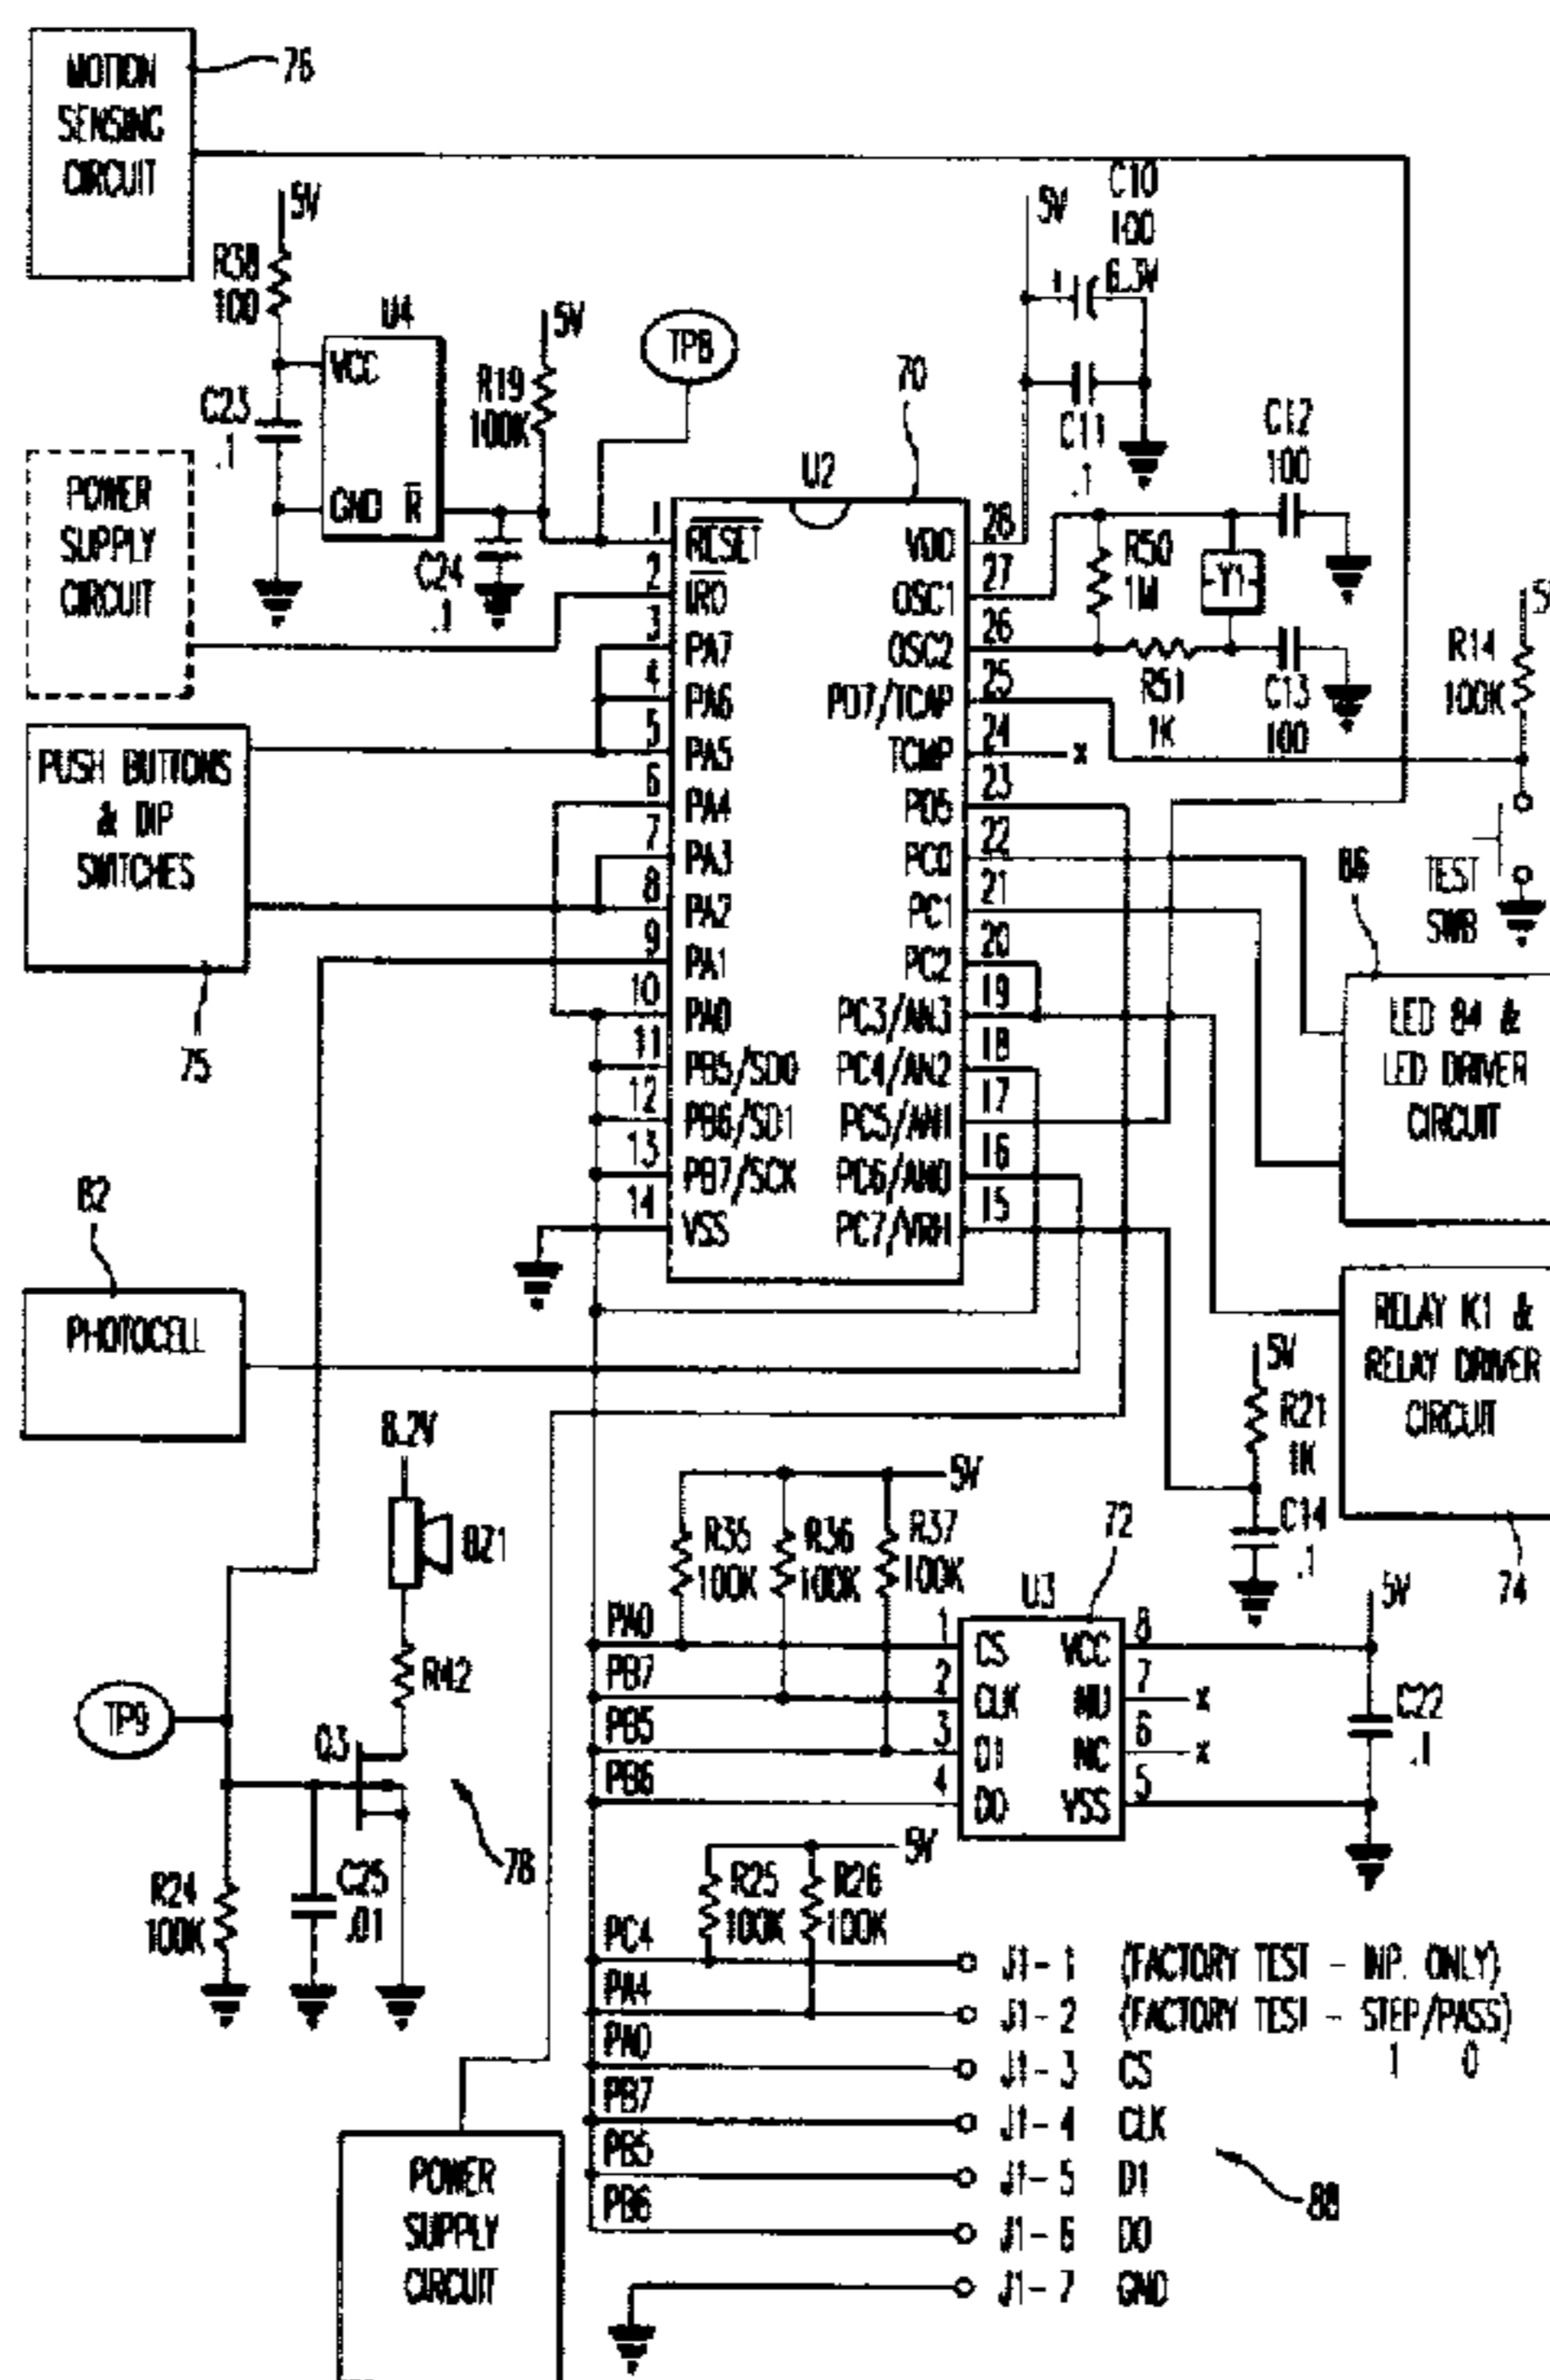 MOTION
SENSING
CIRCUIT
76
5V
R38
100
U4
VCC
GND R
C23
.1
R19
100K
5V
TP8
C24
.1
5V
C10
100
6.3V
C11
.1
70
U2
C12
100
R50
1M
Y1
R51
1K
C13
100
5V
R14
100K
TEST
SWB
POWER
SUPPLY
CIRCUIT
PUSH BUTTONS
& DIP
SWITCHES
75
1 RESET
2 IRQ
3 PA7
4 PA6
5 PA5
6 PA4
7 PA3
8 PA2
9 PA1
10 PA0
11 PB5/SDO
12 PB6/SD1
13 PB7/SCK
14 VSS
VDD 28
OSC1 27
OSC2 26
PD7/TCAP 25
TCMP 24 x
PD5 23
PC0 22
PC1 21
PC2 20
PC3/AN3 19
PC4/AN2 18
PC5/AN1 17
PC6/AN0 16
PC7/VRH 15
86
LED 84 &
LED DRIVER
CIRCUIT
82
PHOTOCELL
RELAY K1 &
RELAY DRIVER
CIRCUIT
74
5V
R21
1K
C14
.1
8.2V
BZ1
R42
TP9
Q3
78
R24
100K
C25
.01
5V
R35
100K
R36
100K
R37
100K
72
U3
PA0 1 CS
PB7 2 CLK
PB5 3 D1
PB6 4 DO
VCC 8
NU 7 x
NC 6 x
VSS 5
5V
C22
.1
5V
R25
100K
R26
100K
PC4 J1-1 (FACTORY TEST - INP. ONLY)
PA4 J1-2 (FACTORY TEST - STEP/PASS)
1 0
PA0 J1-3 CS
PB7 J1-4 CLK
PB5 J1-5 D1
PB6 J1-6 DO
J1-7 GND
88
POWER
SUPPLY
CIRCUIT